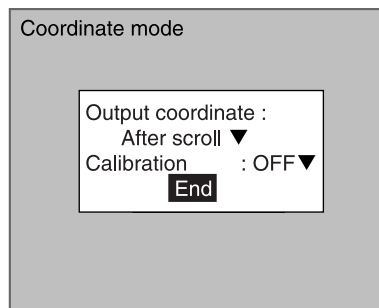 Coordinate mode
Output coordinate :
After scroll ▼
Calibration : OFF▼
End